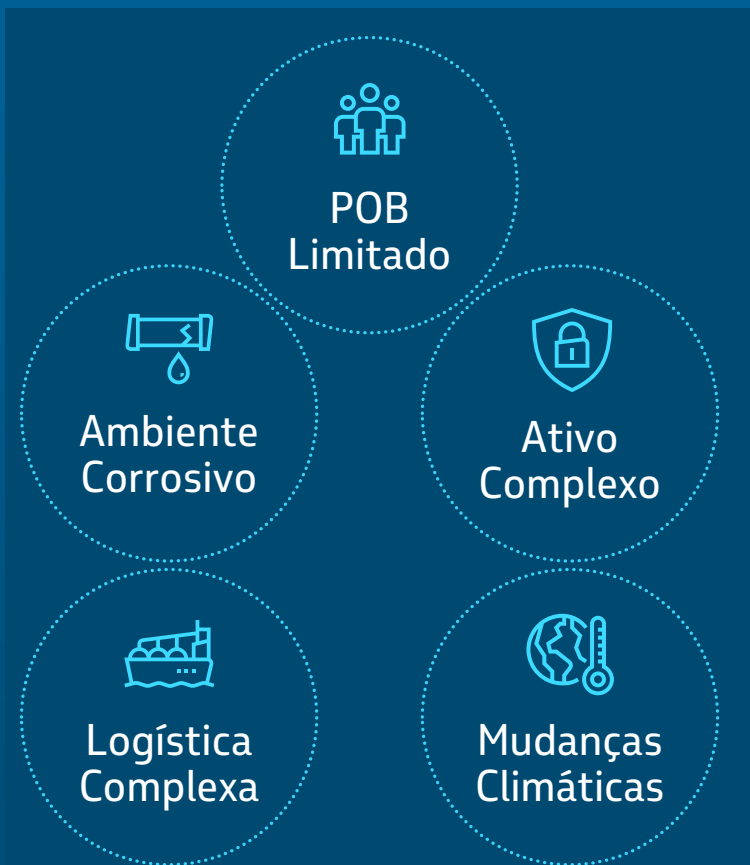 POB
Limitado
Ambiente
Corrosivo
Ativo
Complexo
Logística
Complexa
Mudanças
Climáticas